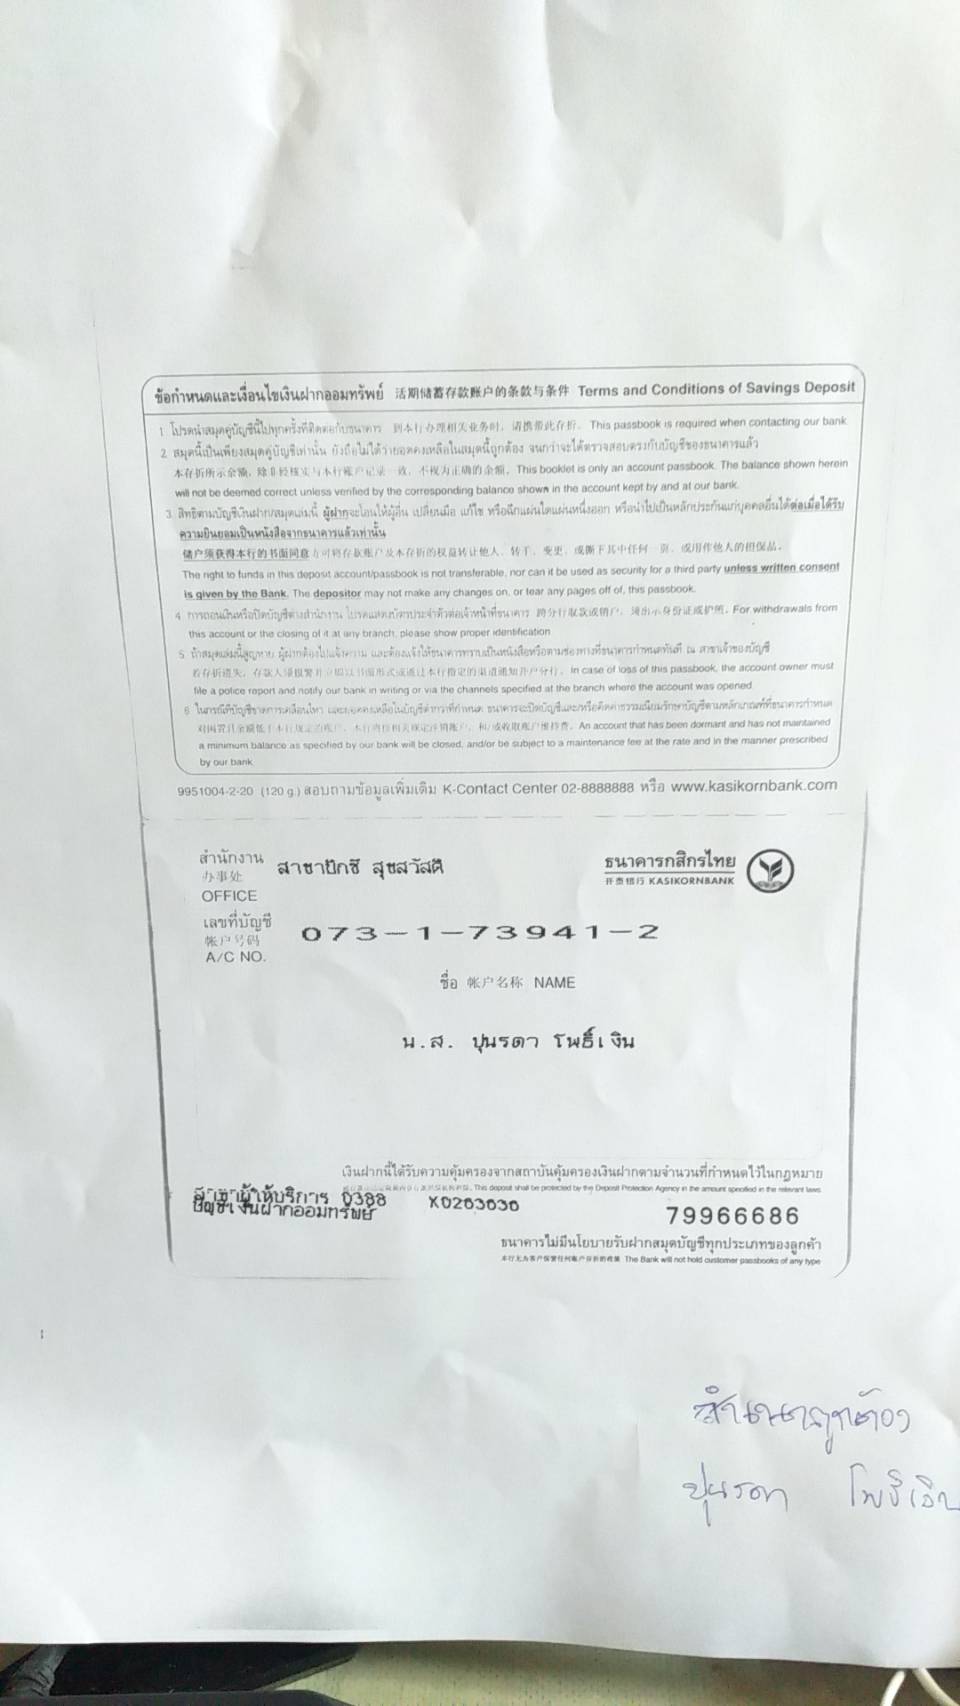 ข้อกำหนดและเงื่อนไขเงินฝากออมทรัพย์ 活期储蓄存款账户的条款与条件 Terms and Conditions of Savings Deposit
1 โปรดนำสมุดคู่บัญชีนี้ไปทุกครั้งที่ติดต่อกับธนาคาร 到本行办理相关业务时，请携带此存折。This passbook is required when contacting our bank
2 สมุดนี้เป็นเพียงสมุดคู่บัญชีเท่านั้น ยังถือไม่ได้ว่ายอดคงเหลือในสมุดนี้ถูกต้อง จนกว่าจะได้ตรวจสอบตรงกับบัญชีของธนาคารแล้ว
本存折所示余额，除非经核实与本行账户记录一致，不视为正确的余额。This booklet is only an account passbook. The balance shown herein
will not be deemed correct unless verified by the corresponding balance shown in the account kept by and at our bank.
3 สิทธิตามบัญชีเงินฝาก/สมุดเล่มนี้ ผู้ฝากจะโอนให้ผู้อื่น เปลี่ยนมือ แก้ไข หรือฉีกแผ่นใดแผ่นหนึ่งออก หรือนำไปเป็นหลักประกันแก่บุคคลอื่นได้ต่อเมื่อได้รับ
ความยินยอมเป็นหนังสือจากธนาคารแล้วเท่านั้น
储户须获得本行的书面同意方可将存款账户及本存折的权益转让他人、转手、变更、或撕下其中任何一页、或用作他人的担保品。
The right to funds in this deposit account/passbook is not transferable, nor can it be used as security for a third party unless written consent
is given by the Bank. The depositor may not make any changes on, or tear any pages off of, this passbook.
4 การถอนเงินหรือปิดบัญชีต่างสำนักงาน โปรดแสดงบัตรประจำตัวต่อเจ้าหน้าที่ธนาคาร 跨分行取款或销户，须出示身份证或护照。For withdrawals from
this account or the closing of it at any branch, please show proper identification
5 ถ้าสมุดเล่มนี้สูญหาย ผู้ฝากต้องไปแจ้งความ และต้องแจ้งให้ธนาคารทราบเป็นหนังสือหรือตามช่องทางที่ธนาคารกำหนดทันที ณ สาขาเจ้าของบัญชี
若存折遗失，存款人须报警并立即以书面形式或通过本行指定的渠道通知开户分行。In case of loss of this passbook, the account owner must
file a police report and notify our bank in writing or via the channels specified at the branch where the account was opened
6 ในกรณีที่บัญชีขาดการเคลื่อนไหว และยอดคงเหลือในบัญชีต่ำกว่าที่กำหนด ธนาคารจะปิดบัญชีและ/หรือคิดค่าธรรมเนียมรักษาบัญชีตามหลักเกณฑ์ที่ธนาคารกำหนด
An account that has been dormant and has not maintained
a minimum balance as specified by our bank will be closed, and/or be subject to a maintenance fee at the rate and in the manner prescribed
by our bank
9951004-2-20 (120 g.) สอบถามข้อมูลเพิ่มเติม K-Contact Center 02-8888888 หรือ www.kasikornbank.com
สำนักงาน สาขาบิ๊กซี สุขสวัสดิ์ ธนาคารกสิกรไทย
办事处 开泰银行 KASIKORNBANK
OFFICE
เลขที่บัญชี
帐户号码 073-1-73941-2
A/C NO.
ชื่อ 帐户名称 NAME
น.ส. ปุนรดา โพธิ์เงิน
เงินฝากนี้ได้รับความคุ้มครองจากสถาบันคุ้มครองเงินฝากตามจำนวนที่กำหนดไว้ในกฎหมาย
This deposit shall be protected by the Deposit Protection Agency in the amount specified in the relevant laws
สาขาผู้ให้บริการ 0388 X0263636
บัญชีเงินฝากออมทรัพย์ 79966686
ธนาคารไม่มีนโยบายรับฝากสมุดบัญชีทุกประเภทของลูกค้า
本行无为客户保管任何账户存折的政策 The Bank will not hold customer passbooks of any type
สำเนาถูกต้อง
ปุนรดา โพธิ์เงิน